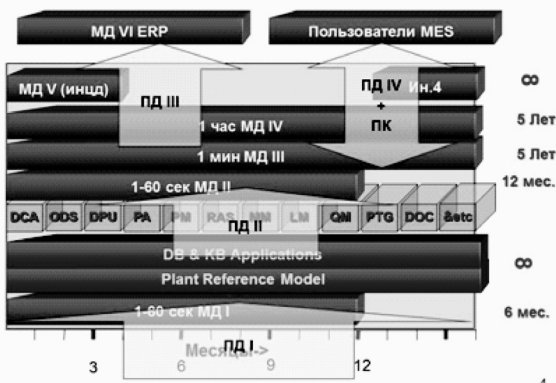 МД VI ERP
Пользователи MES
МД V (инцд)
ПД III
ПД IV
+
ПК
Ин.4
∞
1 час МД IV
5 Лет
1 мин МД III
5 Лет
1-60 сек МД II
12 мес.
DCA ODS DPU PA PM RAS MM LM QM PTG DOC &etc
ПД II
DB & KB Applications
∞
Plant Reference Model
1-60 сек МД I
6 мес.
ПД I
Месяцы->
3 6 9 12